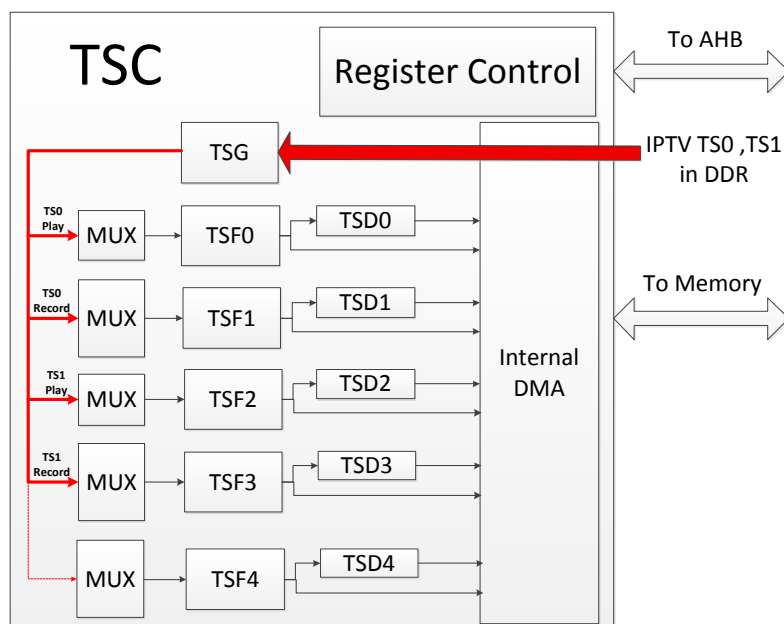 TSC
Register Control
To AHB
TSG
IPTV TS0 ,TS1
in DDR
TS0
Play
MUX
TSF0
TSD0
TS0
Record
MUX
TSF1
TSD1
To Memory
Internal
DMA
TS1
Play
MUX
TSF2
TSD2
TS1
Record
MUX
TSF3
TSD3
MUX
TSF4
TSD4